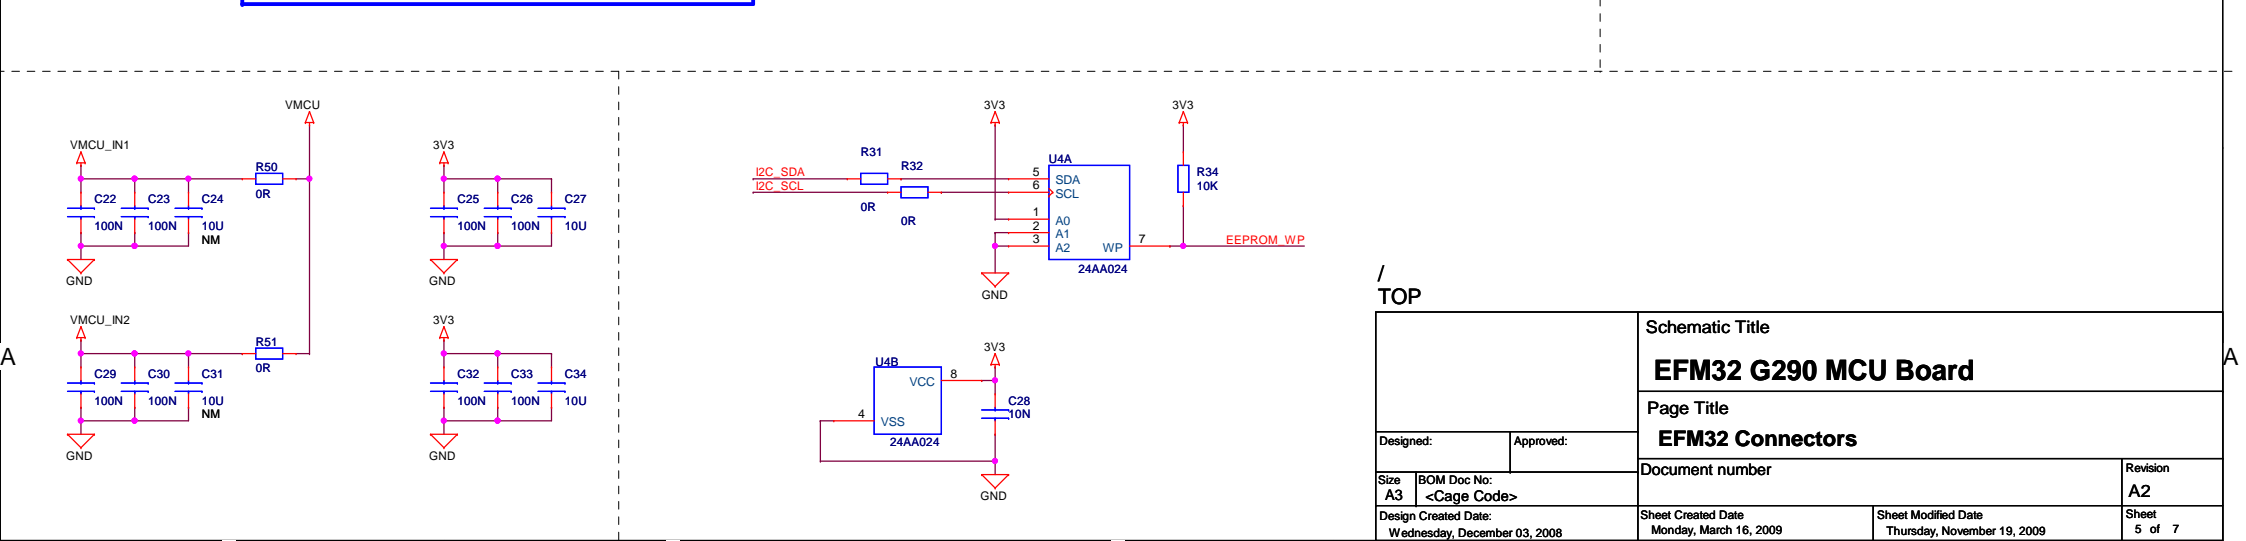 VMCU
VMCU_IN1
R50
0R
C22
100N
C23
100N
C24
10U
NM
GND
3V3
C25
100N
C26
100N
C27
10U
GND
VMCU_IN2
R51
0R
C29
100N
C30
100N
C31
10U
NM
GND
3V3
C32
100N
C33
100N
C34
10U
GND
3V3
3V3
I2C_SDA
I2C_SCL
R31
0R
R32
0R
U4A
5 SDA
6 SCL
1 A0
2 A1
3 A2
WP 7
24AA024
GND
R34
10K
EEPROM_WP
U4B
VCC 8
4 VSS
24AA024
3V3
C28
10N
GND
A
A
/
TOP
Schematic Title
EFM32 G290 MCU Board
Page Title
EFM32 Connectors
Designed:
Approved:
Document number
Revision
A2
Size
A3
BOM Doc No:
<Cage Code>
Design Created Date:
Wednesday, December 03, 2008
Sheet Created Date
Monday, March 16, 2009
Sheet Modified Date
Thursday, November 19, 2009
Sheet
5 of 7